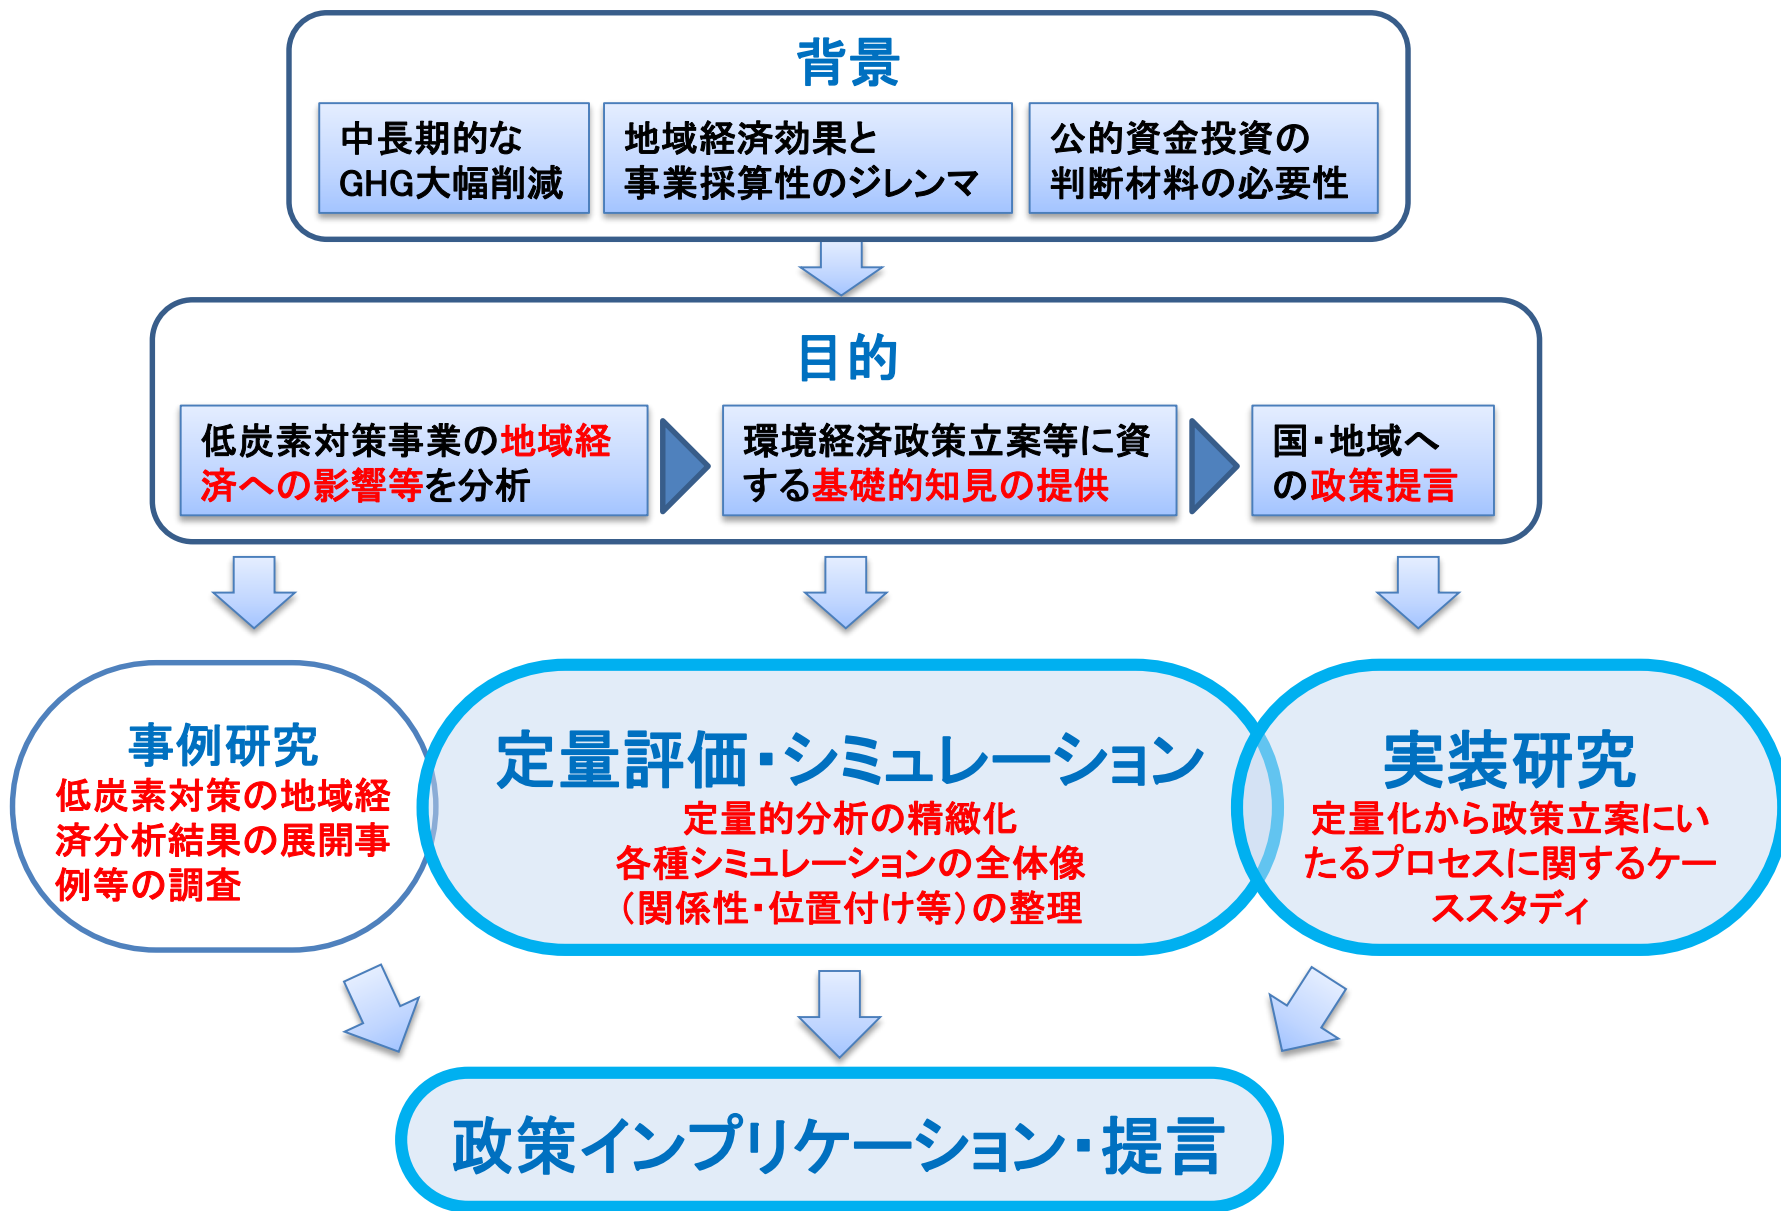 背景
中長期的な
GHG大幅削減
地域経済効果と
事業採算性のジレンマ
公的資金投資の
判断材料の必要性
目的
低炭素対策事業の地域経
済への影響等を分析
環境経済政策立案等に資
する基礎的知見の提供
国・地域へ
の政策提言
事例研究
低炭素対策の地域経
済分析結果の展開事
例等の調査
定量評価・シミュレーション
定量的分析の精緻化
各種シミュレーションの全体像
（関係性・位置付け等）の整理
実装研究
定量化から政策立案にい
たるプロセスに関するケー
ススタディ
政策インプリケーション・提言